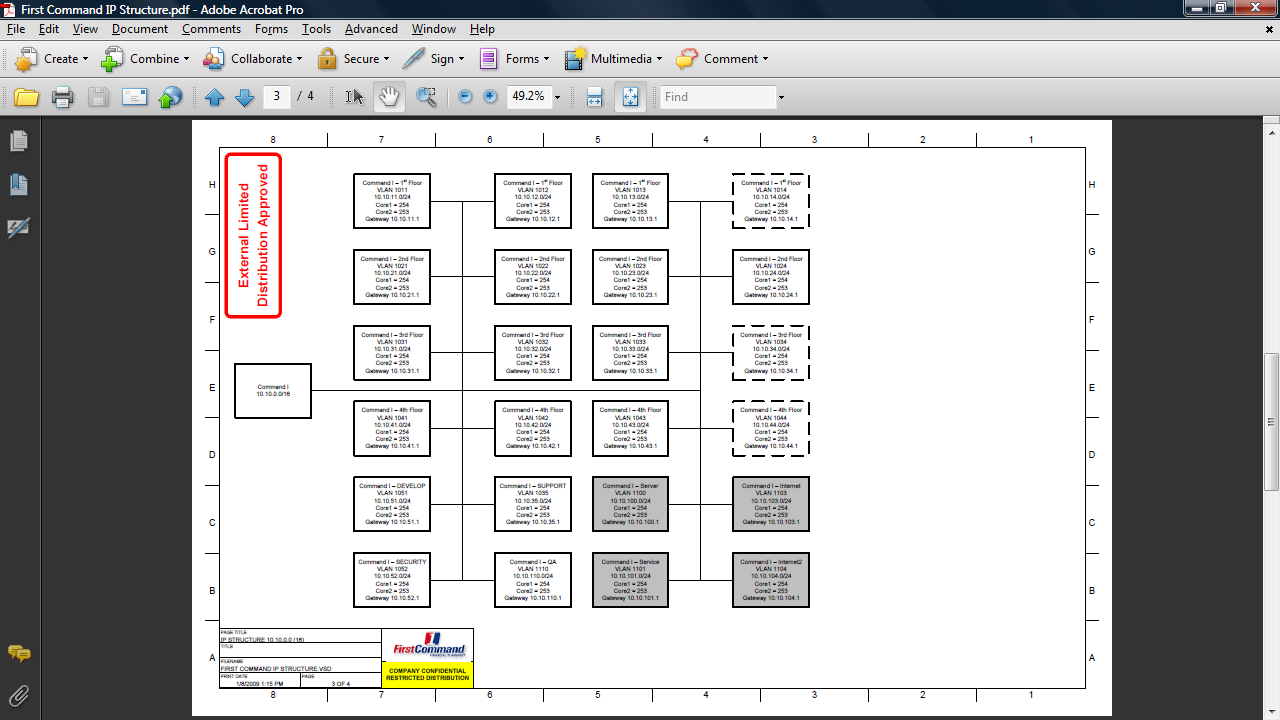 First Command IP Structure.pdf - Adobe Acrobat Pro
File Edit View Document Comments Forms Tools Advanced Window Help
Create Combine Collaborate Secure Sign Forms Multimedia Comment
3 / 4 49.2% Find
8 7 6 5 4 3 2 1
H H
G G
F F
E E
D D
C C
B B
A A
External Limited
Distribution Approved
Command I – 1st Floor
VLAN 1011
10.10.11.0/24
Core1 = 254
Core2 = 253
Gateway 10.10.11.1
Command I – 1st Floor
VLAN 1012
10.10.12.0/24
Core1 = 254
Core2 = 253
Gateway 10.10.12.1
Command I – 1st Floor
VLAN 1013
10.10.13.0/24
Core1 = 254
Core2 = 253
Gateway 10.10.13.1
Command I – 1st Floor
VLAN 1014
10.10.14.0/24
Core1 = 254
Core2 = 253
Gateway 10.10.14.1
Command I – 2nd Floor
VLAN 1021
10.10.21.0/24
Core1 = 254
Core2 = 253
Gateway 10.10.21.1
Command I – 2nd Floor
VLAN 1022
10.10.22.0/24
Core1 = 254
Core2 = 253
Gateway 10.10.22.1
Command I – 2nd Floor
VLAN 1023
10.10.23.0/24
Core1 = 254
Core2 = 253
Gateway 10.10.23.1
Command I – 2nd Floor
VLAN 1024
10.10.24.0/24
Core1 = 254
Core2 = 253
Gateway 10.10.24.1
Command I – 3rd Floor
VLAN 1031
10.10.31.0/24
Core1 = 254
Core2 = 253
Gateway 10.10.31.1
Command I – 3rd Floor
VLAN 1032
10.10.32.0/24
Core1 = 254
Core2 = 253
Gateway 10.10.32.1
Command I – 3rd Floor
VLAN 1033
10.10.33.0/24
Core1 = 254
Core2 = 253
Gateway 10.10.33.1
Command I – 3rd Floor
VLAN 1034
10.10.34.0/24
Core1 = 254
Core2 = 253
Gateway 10.10.34.1
Command I
10.10.0.0/16
Command I – 4th Floor
VLAN 1041
10.10.41.0/24
Core1 = 254
Core2 = 253
Gateway 10.10.41.1
Command I – 4th Floor
VLAN 1042
10.10.42.0/24
Core1 = 254
Core2 = 253
Gateway 10.10.42.1
Command I – 4th Floor
VLAN 1043
10.10.43.0/24
Core1 = 254
Core2 = 253
Gateway 10.10.43.1
Command I – 4th Floor
VLAN 1044
10.10.44.0/24
Core1 = 254
Core2 = 253
Gateway 10.10.44.1
Command I – DEVELOP
VLAN 1051
10.10.51.0/24
Core1 = 254
Core2 = 253
Gateway 10.10.51.1
Command I – SUPPORT
VLAN 1035
10.10.35.0/24
Core1 = 254
Core2 = 253
Gateway 10.10.35.1
Command I – Server
VLAN 1100
10.10.100.0/24
Core1 = 254
Core2 = 253
Gateway 10.10.100.1
Command I – Internet
VLAN 1103
10.10.103.0/24
Core1 = 254
Core2 = 253
Gateway 10.10.103.1
Command I – SECURITY
VLAN 1052
10.10.52.0/24
Core1 = 254
Core2 = 253
Gateway 10.10.52.1
Command I – QA
VLAN 1110
10.10.110.0/24
Core1 = 254
Core2 = 253
Gateway 10.10.110.1
Command I – Service
VLAN 1101
10.10.101.0/24
Core1 = 254
Core2 = 253
Gateway 10.10.101.1
Command I – Internet2
VLAN 1104
10.10.104.0/24
Core1 = 254
Core2 = 253
Gateway 10.10.104.1
PAGE TITLE
IP STRUCTURE 10.10.0.0 (16)
TITLE
FILENAME
FIRST COMMAND IP STRUCTURE.VSD
PRINT DATE PAGE
1/8/2009 1:15 PM 3 OF 4
FirstCommand
FINANCIAL PLANNING
COMPANY CONFIDENTIAL
RESTRICTED DISTRIBUTION
8 7 6 5 4 3 2 1